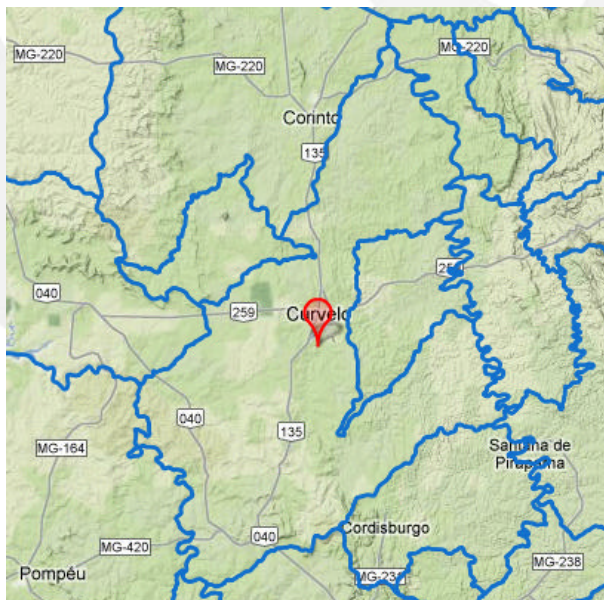 MG-220
MG-220
MG-220
Corinto
135
040
259
Curvelo
135
040
MG-164
Santana de
Pirapama
Cordisburgo
040
MG-420
Pompéu
MG-238